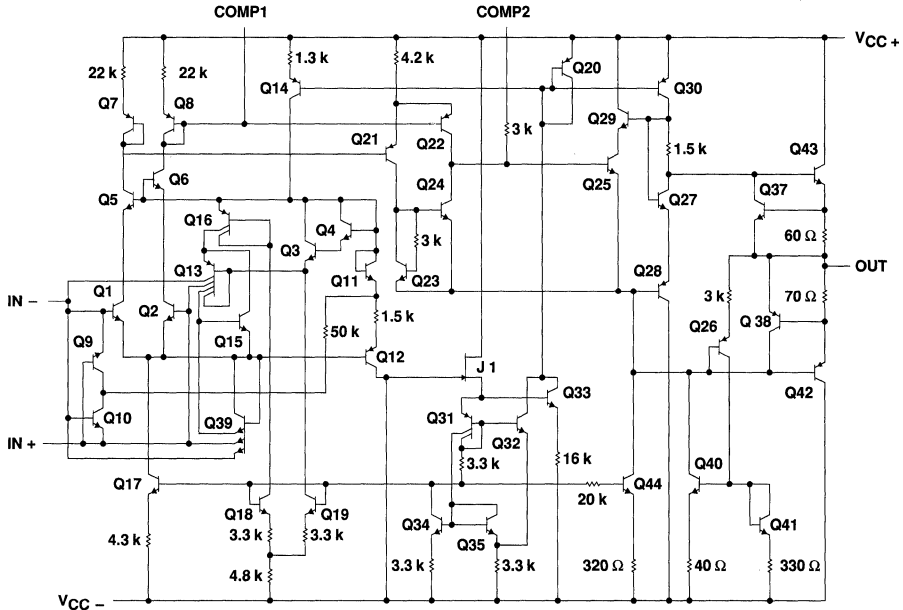 COMP1 COMP2
VCC+
1.3 k 4.2 k
22 k 22 k Q14 Q20 Q30
Q7 Q8
Q21 Q22 3 k Q29
1.5 k Q43
Q6 Q24 Q25 Q27 Q37
Q5 Q16 Q4
Q3 3 k 60 Ω
Q13 Q11 Q23 Q28 OUT
IN − Q1 Q2 3 k 70 Ω
Q15 50 k 1.5 k Q26 Q 38
Q9 Q12 J 1
Q10 Q39 Q31 Q33 Q42
Q32
IN + 3.3 k 16 k Q40
Q17 Q18 Q19 20 k Q44
Q34 Q35 Q41
4.3 k 3.3 k 3.3 k
4.8 k 3.3 k 3.3 k 320 Ω 40 Ω 330 Ω
VCC −